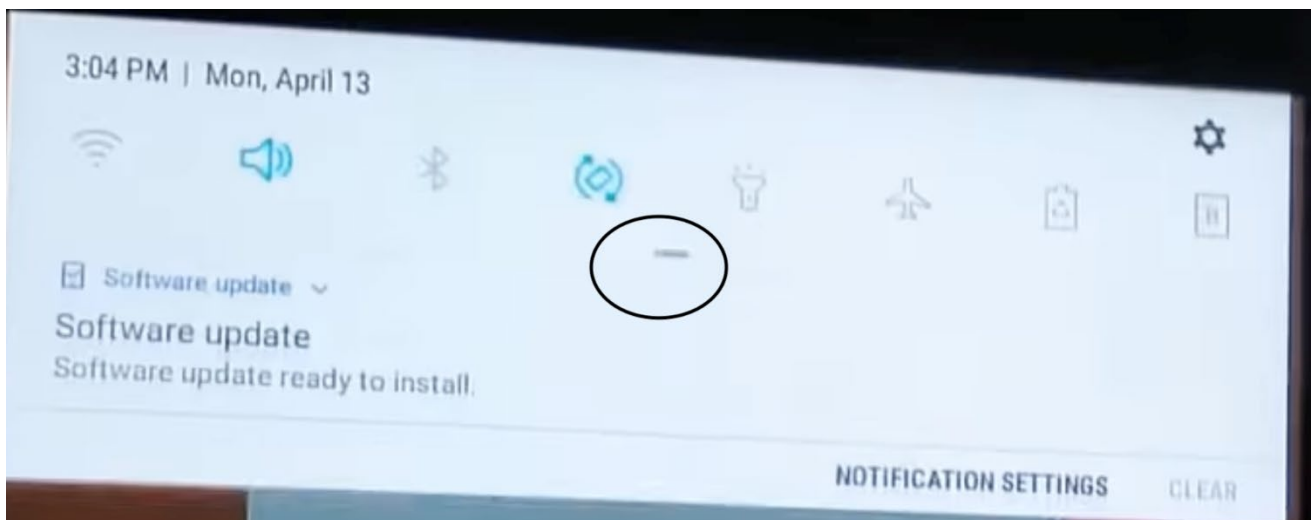 3:04 PM | Mon, April 13
Software update
Software update
Software update ready to install.
NOTIFICATION SETTINGS CLEAR